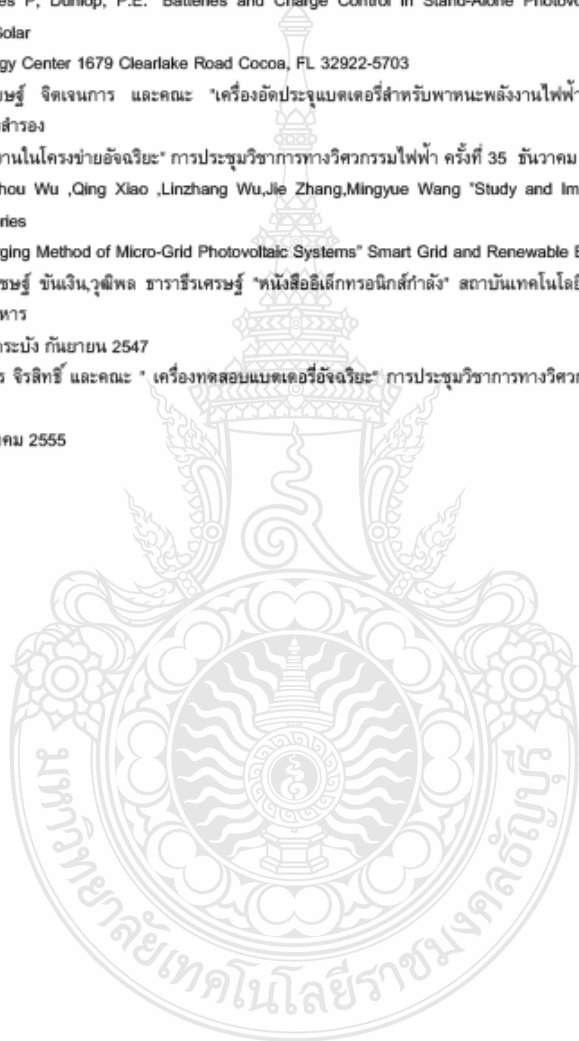 es P, Dunlop, P.E. "Batteries and Charge Control in Stand-Alone Photovo
Solar
gy Center 1679 Clearlake Road Cocoa, FL 32922-5703
ษฐ์ จิตเจนการ และคณะ "เครื่องอัดประจุแบตเตอรี่สำหรับพาหนะพลังงานไฟฟ้า
งสำรอง
งานในโครงข่ายอัจฉริยะ" การประชุมวิชาการทางวิศวกรรมไฟฟ้า ครั้งที่ 35 ธันวาคม
hou Wu ,Qing Xiao ,Linzhang Wu,Jie Zhang,Mingyue Wang "Study and Im
ries
rging Method of Micro-Grid Photovoltaic Systems" Smart Grid and Renewable E
ชษฐ์ ขันเงิน,วุฒิพล ธาราธีรเศรษฐ์ "หนังสืออิเล็กทรอนิกส์กำลัง" สถาบันเทคโนโลยี
หาร
กระบัง กันยายน 2547
ร จิรสิทธิ์ และคณะ " เครื่องทดสอบแบตเตอรี่อัจฉริยะ" การประชุมวิชาการทางวิศวก
คม 2555
มหาวิทยาลัยเทคโนโลยีราชมงคลธัญบุรี